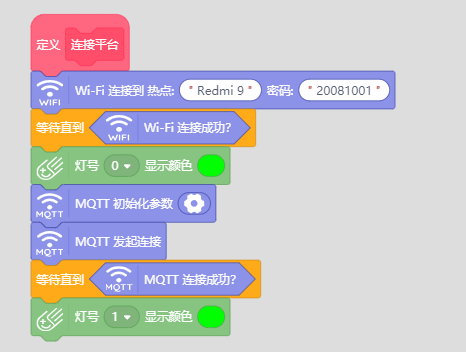 定义 连接平台
WIFI Wi-Fi 连接到 热点: "Redmi 9" 密码: "20081001"
等待直到 WIFI Wi-Fi 连接成功?
灯号 0 显示颜色
MQTT MQTT 初始化参数
MQTT MQTT 发起连接
等待直到 MQTT MQTT 连接成功?
灯号 1 显示颜色